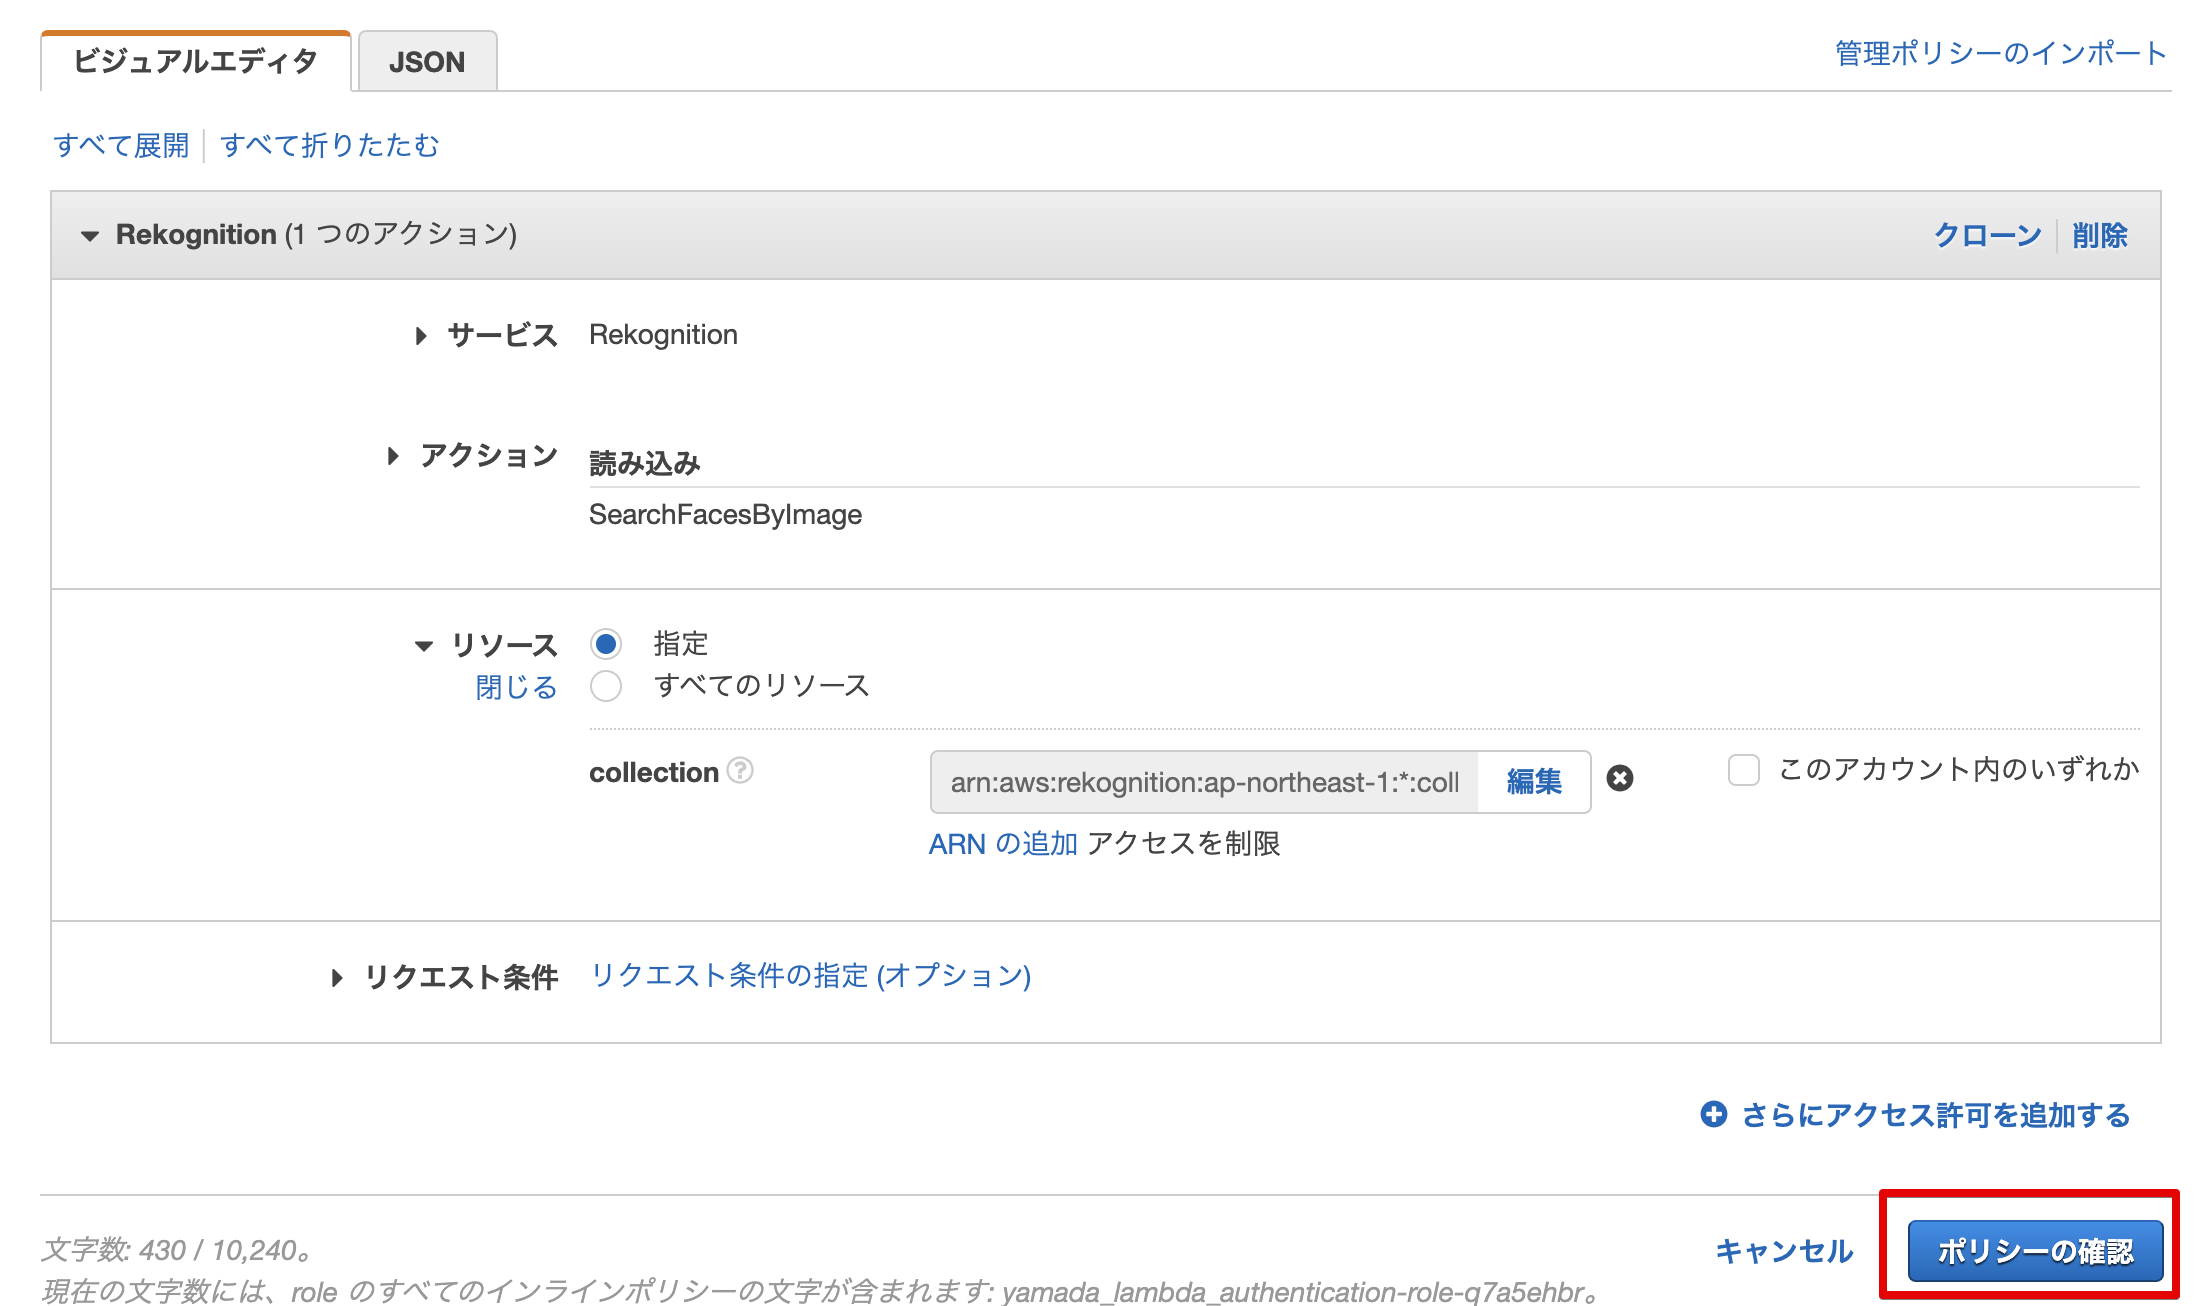 ビジュアルエディタ JSON 管理ポリシーのインポート
すべて展開 すべて折りたたむ
Rekognition (1 つのアクション) クローン 削除
サービス Rekognition
アクション 読み込み
SearchFacesByImage
リソース 指定
閉じる すべてのリソース
collection arn:aws:rekognition:ap-northeast-1:*:coll 編集 このアカウント内のいずれか
ARN の追加 アクセスを制限
リクエスト条件 リクエスト条件の指定 (オプション)
さらにアクセス許可を追加する
文字数: 430 / 10,240。 キャンセル ポリシーの確認
現在の文字数には、role のすべてのインラインポリシーの文字が含まれます: yamada_lambda_authentication-role-q7a5ehbr。